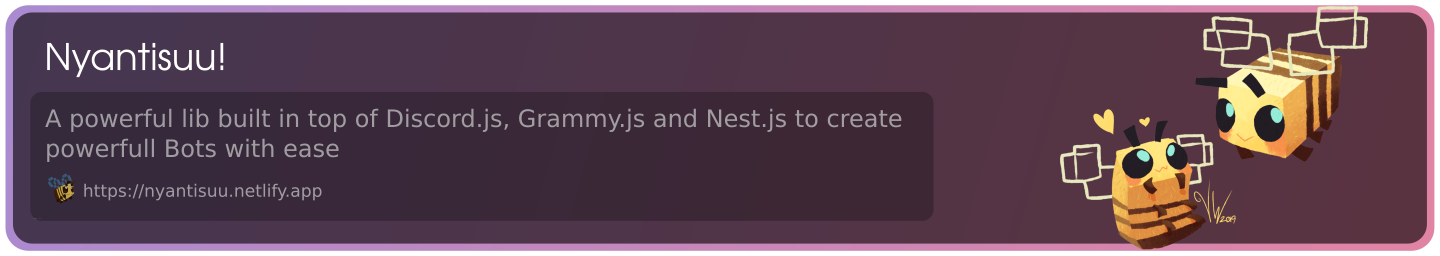 Nyantisuu!
A powerful lib built in top of Discord.js, Grammy.js and Nest.js to create
powerfull Bots with ease
https://nyantisuu.netlify.app
VW 2019